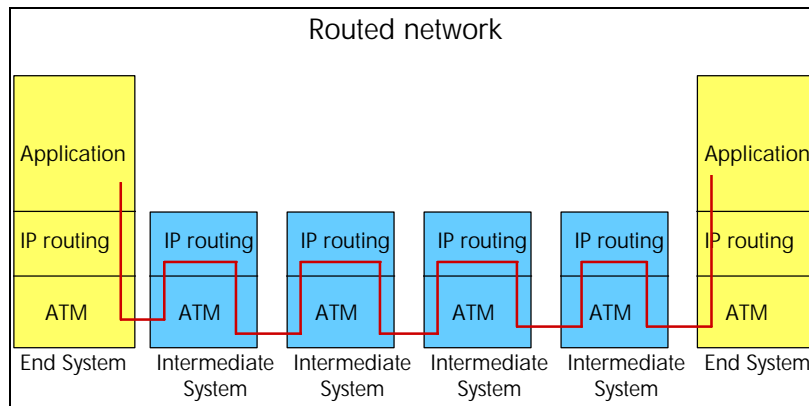 Routed network
Application
Application
IP routing
IP routing
IP routing
IP routing
IP routing
IP routing
ATM
ATM
ATM
ATM
ATM
ATM
End System
Intermediate
System
Intermediate
System
Intermediate
System
Intermediate
System
End System